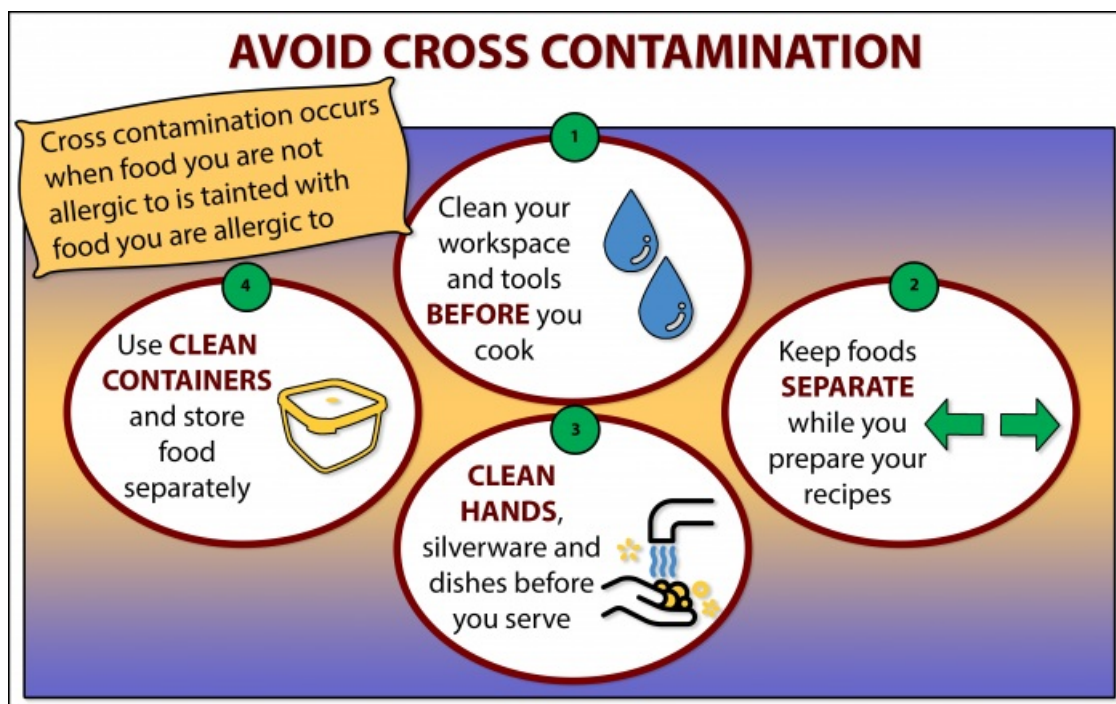 AVOID CROSS CONTAMINATION
Cross contamination occurs
when food you are not
allergic to is tainted with
food you are allergic to
1
Clean your
workspace
and tools
BEFORE you
cook
2
Keep foods
SEPARATE
while you
prepare your
recipes
3
CLEAN
HANDS,
silverware and
dishes before
you serve
4
Use CLEAN
CONTAINERS
and store
food
separately